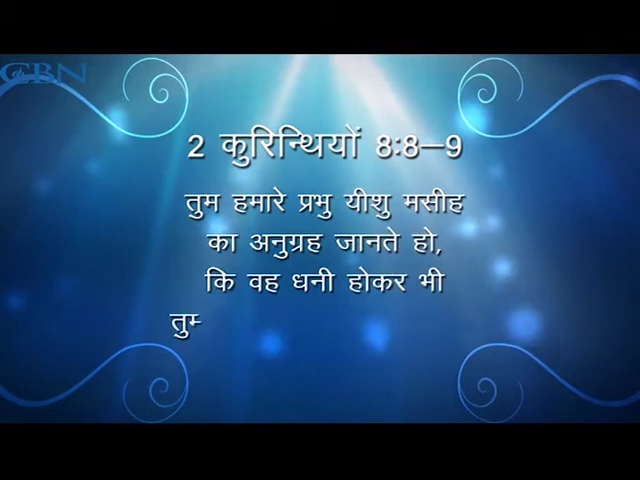 CBN
2 कुरिन्थियों 8:8–9
तुम हमारे प्रभु यीशु मसीह
का अनुग्रह जानते हो,
कि वह धनी होकर भी
तुम्